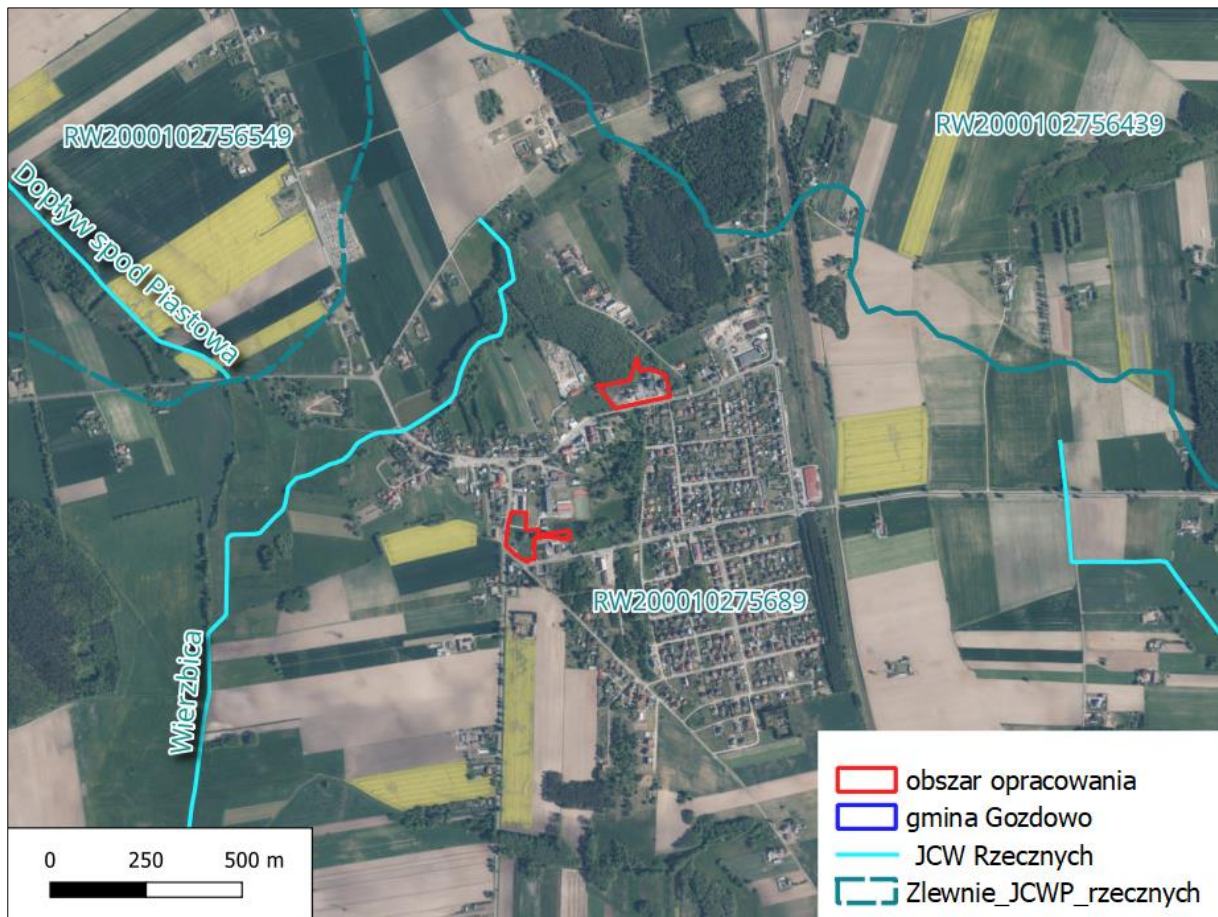 RW2000102756549
RW2000102756439
Dopływ spod Piastowa
RW200010275689
Wierzbica
obszar opracowania
gmina Gozdowo
JCW Rzecznych
Zlewnie_JCWP_rzecznych
0 250 500 m